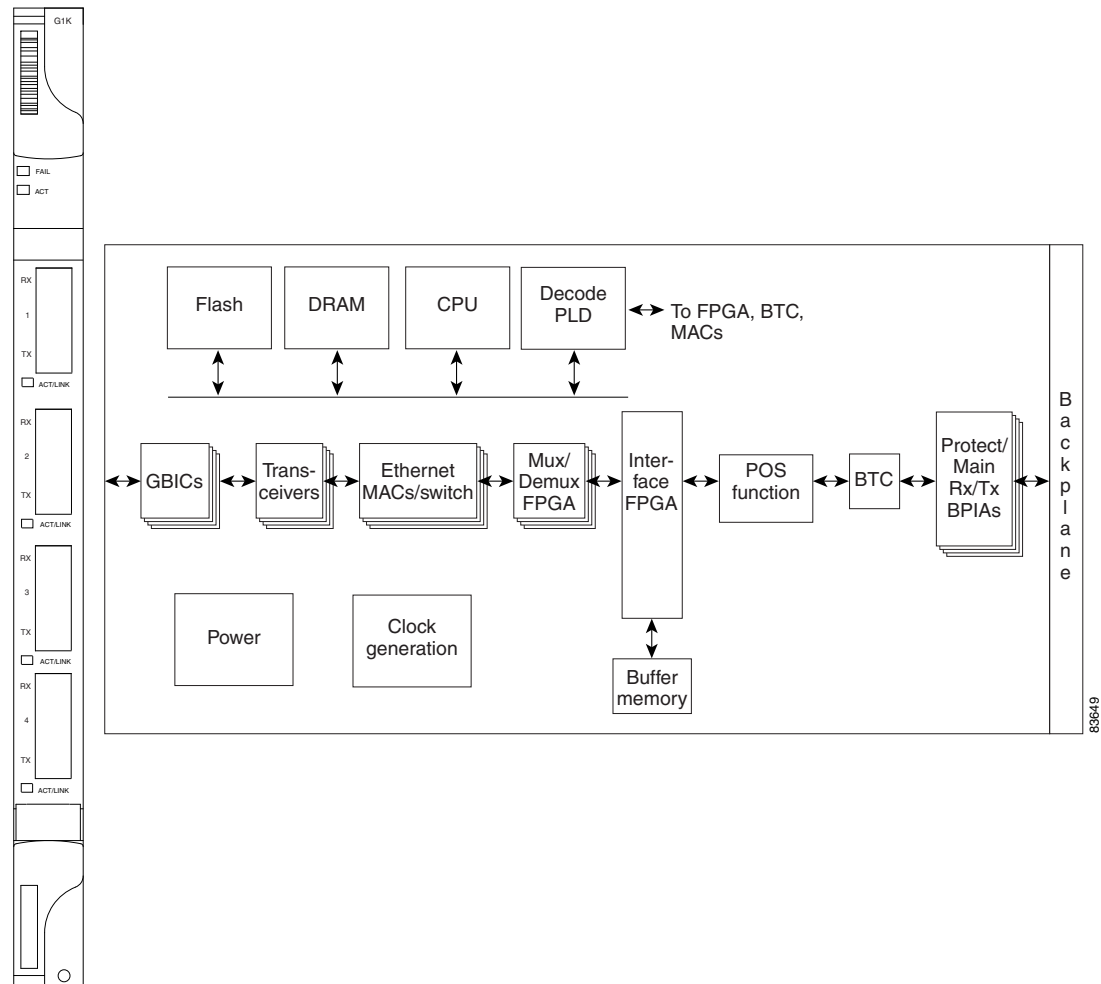 G1K
FAIL
ACT
RX
1
TX
ACT/LINK
RX
2
TX
ACT/LINK
RX
3
TX
ACT/LINK
RX
4
TX
ACT/LINK
Flash
DRAM
CPU
Decode
PLD
To FPGA, BTC,
MACs
GBICs
Trans-
ceivers
Ethernet
MACs/switch
Mux/
Demux
FPGA
Inter-
face
FPGA
POS
function
BTC
Protect/
Main
Rx/Tx
BPIAs
Power
Clock
generation
Buffer
memory
Backplane
83649